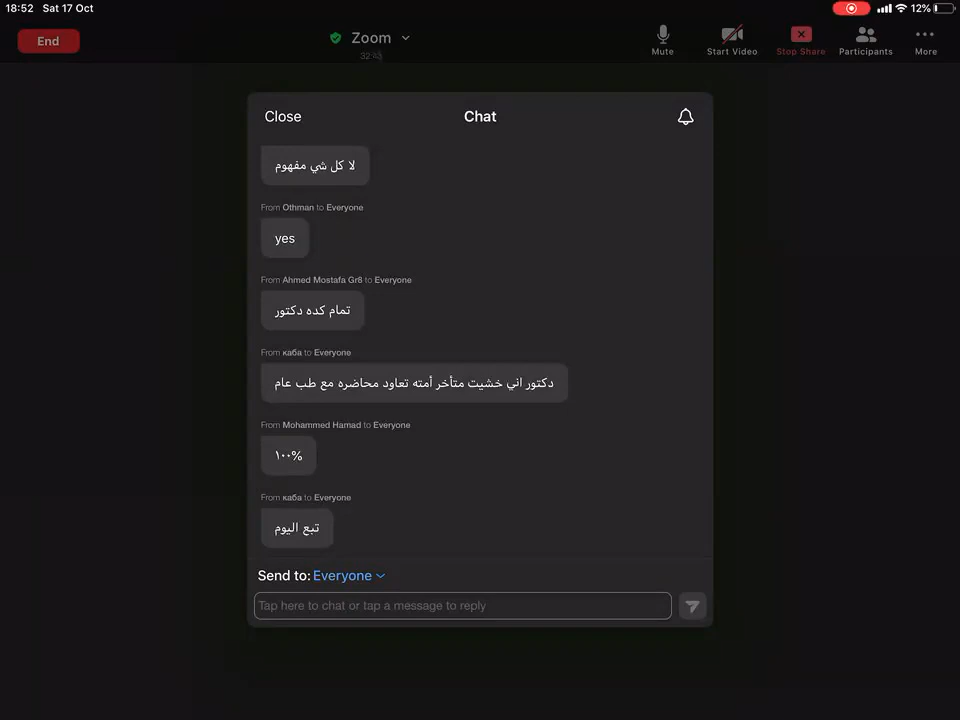 18:52 Sat 17 Oct
12%
End
Zoom
32:43
Mute
Start Video
Stop Share
Participants
More
Close
Chat
لا كل شي مفهوم
From Othman to Everyone
yes
From Ahmed Mostafa Gr8 to Everyone
تمام كده دكتور
From каба to Everyone
دكتور اني خشيت متأخر أمته تعاود محاضره مع طب عام
From Mohammed Hamad to Everyone
١٠٠%
From каба to Everyone
تبع اليوم
Send to: Everyone
Tap here to chat or tap a message to reply